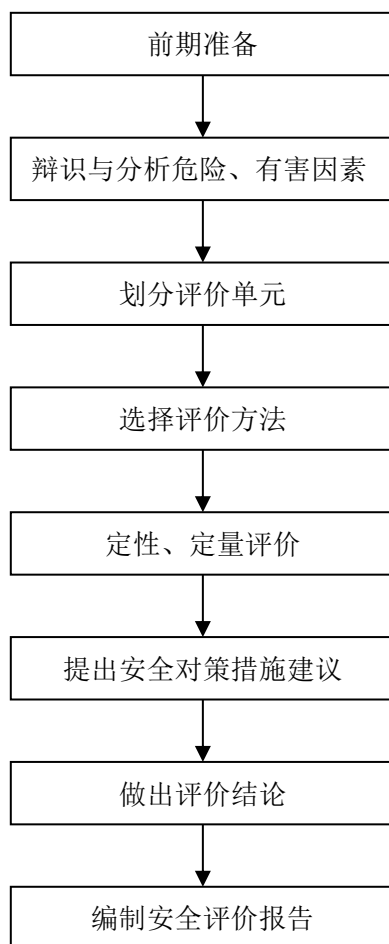 前期准备
辩识与分析危险、有害因素
划分评价单元
选择评价方法
定性、定量评价
提出安全对策措施建议
做出评价结论
编制安全评价报告